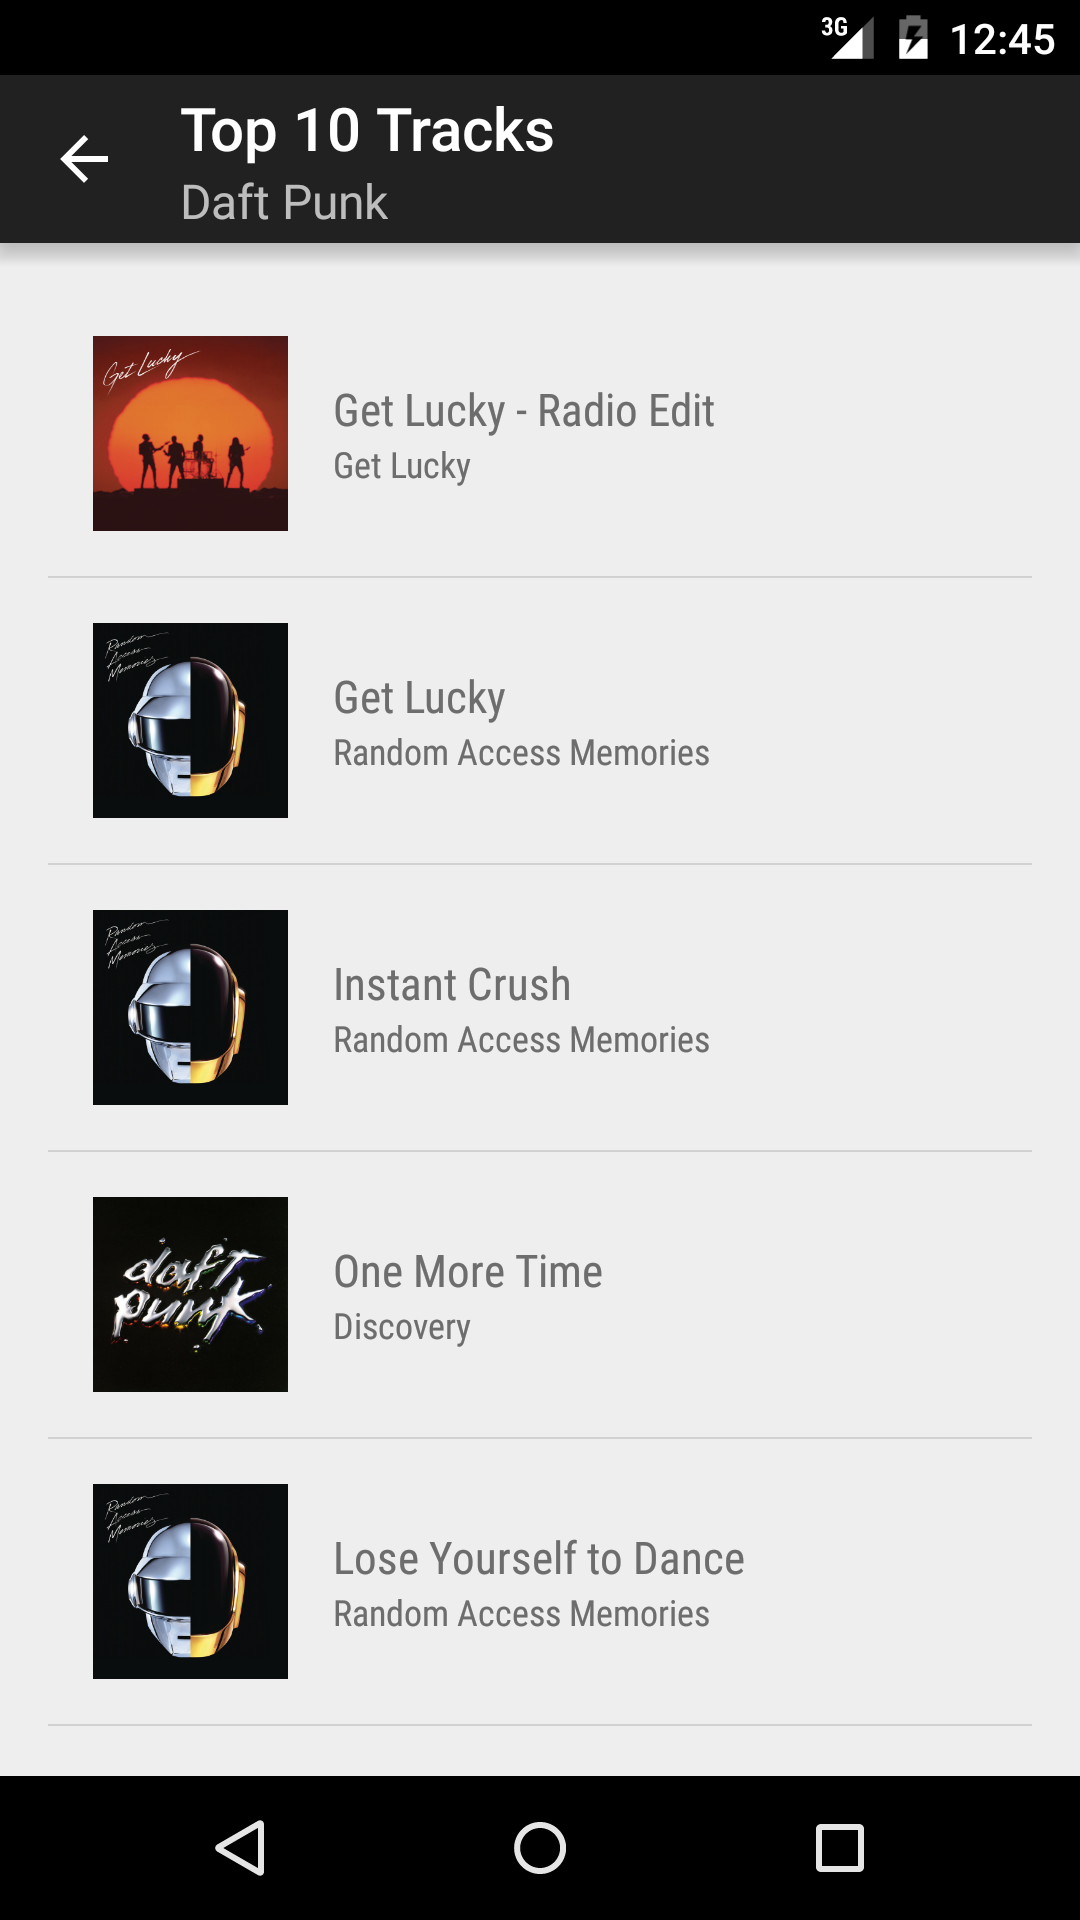 3G 12:45
Top 10 Tracks
Daft Punk
Get Lucky
Get Lucky - Radio Edit
Get Lucky
Random
Access
Memories
Get Lucky
Random Access Memories
Random
Access
Memories
Instant Crush
Random Access Memories
daft
punk
One More Time
Discovery
Random
Access
Memories
Lose Yourself to Dance
Random Access Memories